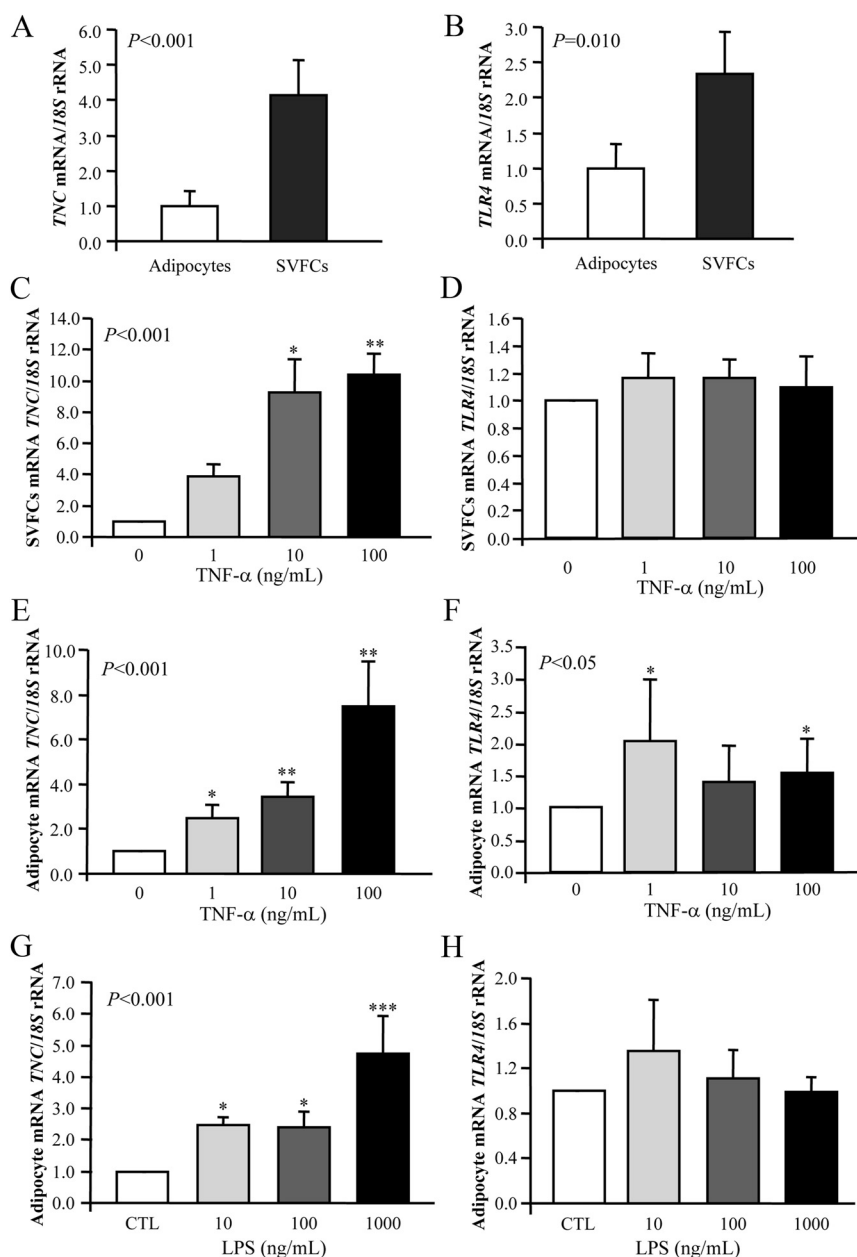 A
P<0.001
TNC mRNA/18S rRNA
6.0
5.0
4.0
3.0
2.0
1.0
0.0
Adipocytes
SVFCs
B
P=0.010
TLR4 mRNA/18S rRNA
3.0
2.5
2.0
1.5
1.0
0.5
0.0
Adipocytes
SVFCs
C
P<0.001
SVFCs mRNA TNC/18S rRNA
14.0
12.0
10.0
8.0
6.0
4.0
2.0
0.0
*
**
0
1
10
100
TNF-α (ng/mL)
D
SVFCs mRNA TLR4/18S rRNA
1.6
1.4
1.2
1.0
0.8
0.6
0.4
0.2
0.0
0
1
10
100
TNF-α (ng/mL)
E
P<0.001
Adipocyte mRNA TNC/18S rRNA
10.0
8.0
6.0
4.0
2.0
0.0
*
**
**
0
1
10
100
TNF-α (ng/mL)
F
P<0.05
Adipocyte mRNA TLR4/18S rRNA
3.5
3.0
2.5
2.0
1.5
1.0
0.5
0.0
*
*
0
1
10
100
TNF-α (ng/mL)
G
P<0.001
Adipocyte mRNA TNC/18S rRNA
7.0
6.0
5.0
4.0
3.0
2.0
1.0
0.0
*
*
***
CTL
10
100
1000
LPS (ng/mL)
H
Adipocyte mRNA TLR4/18S rRNA
2.0
1.6
1.2
0.8
0.4
0.0
CTL
10
100
1000
LPS (ng/mL)